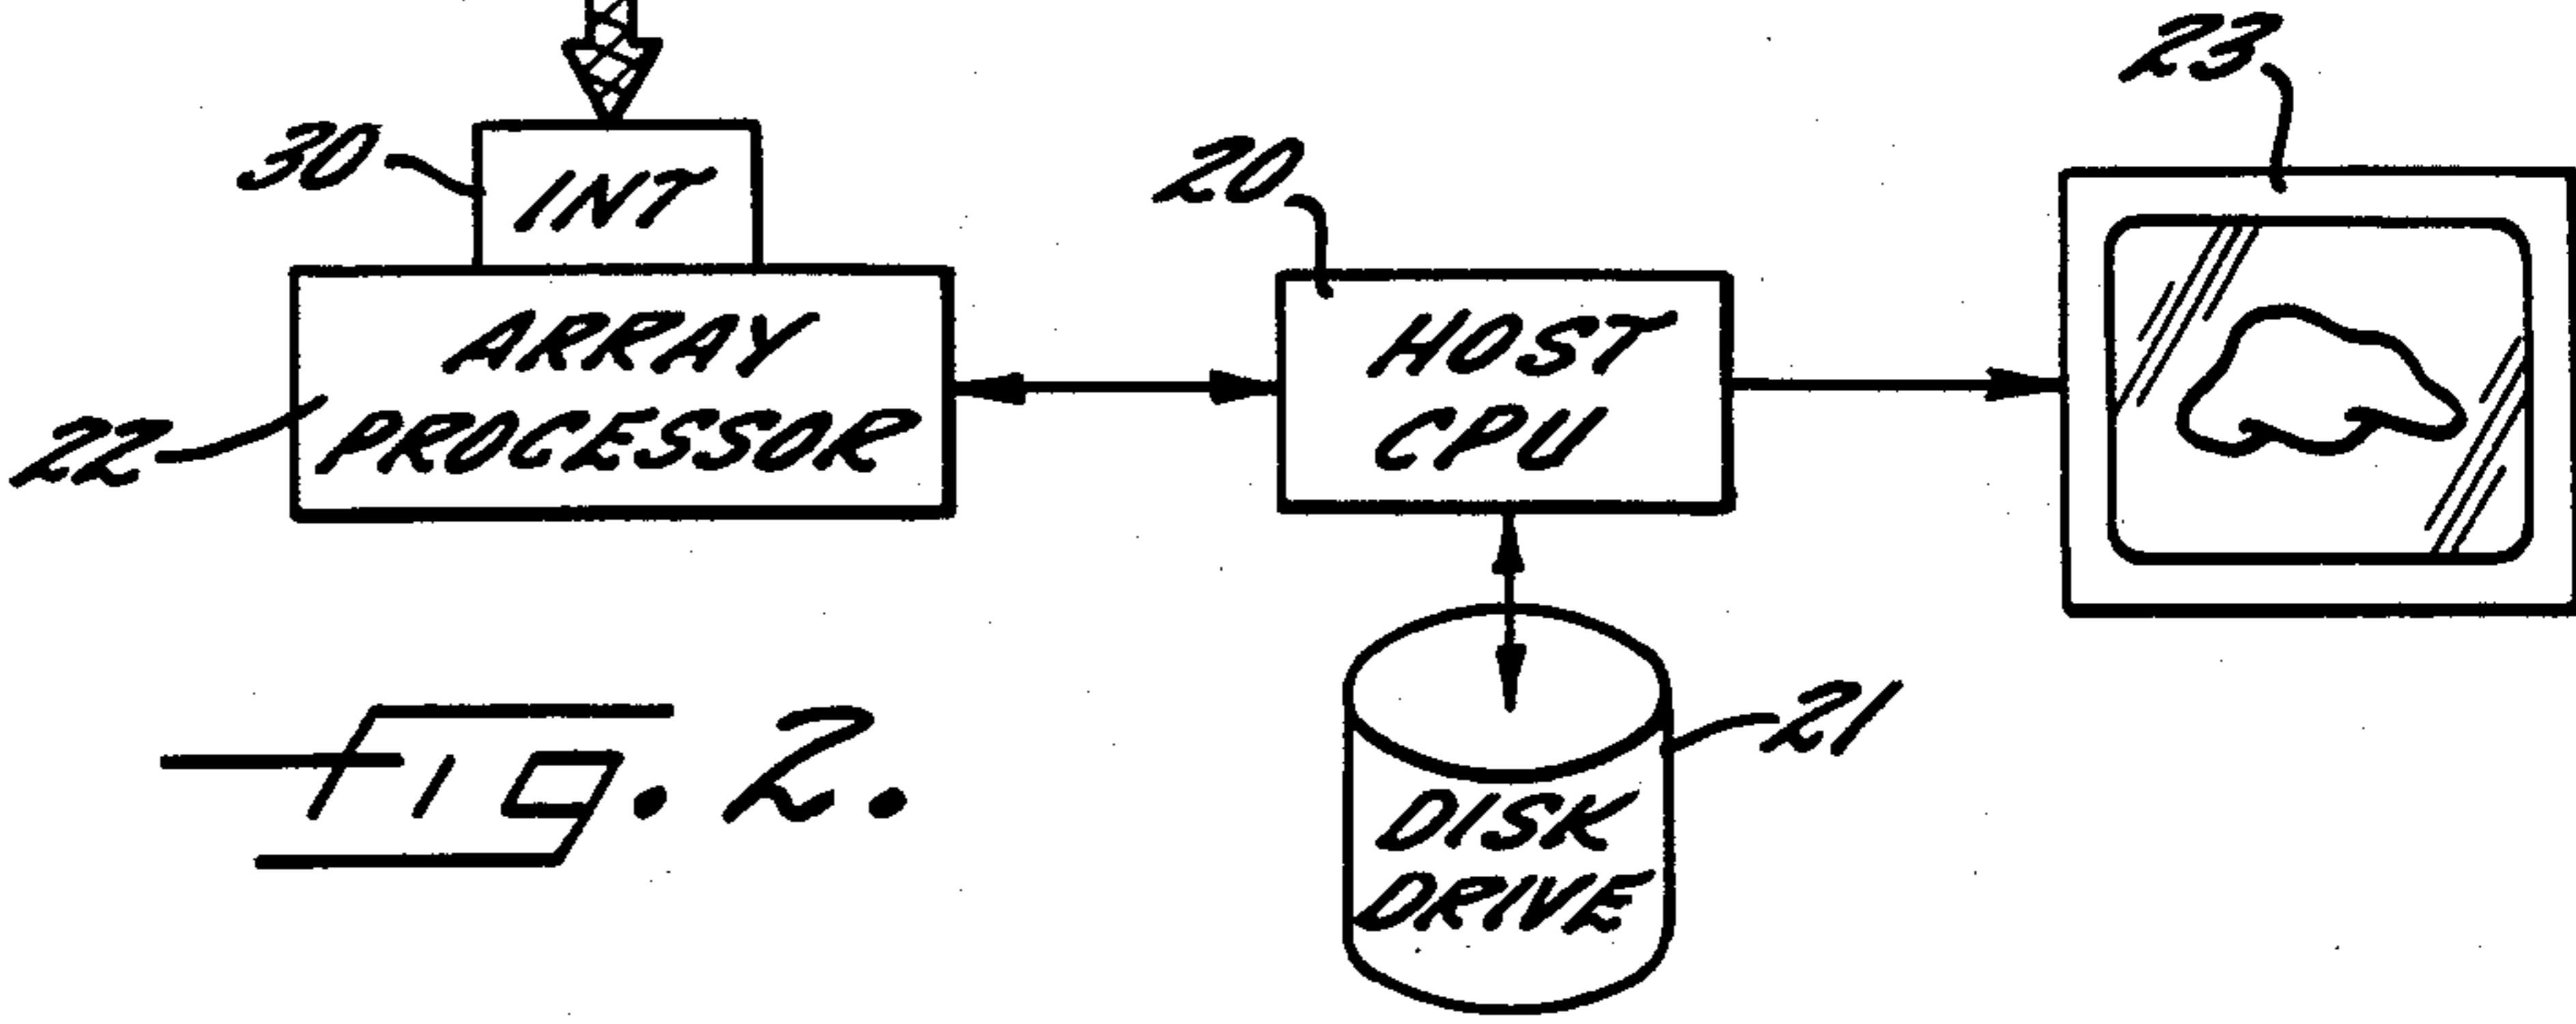 23
30
INT
20
ARRAY
PROCESSOR
HOST
CPU
22
21
Fig. 2.
DISK
DRIVE